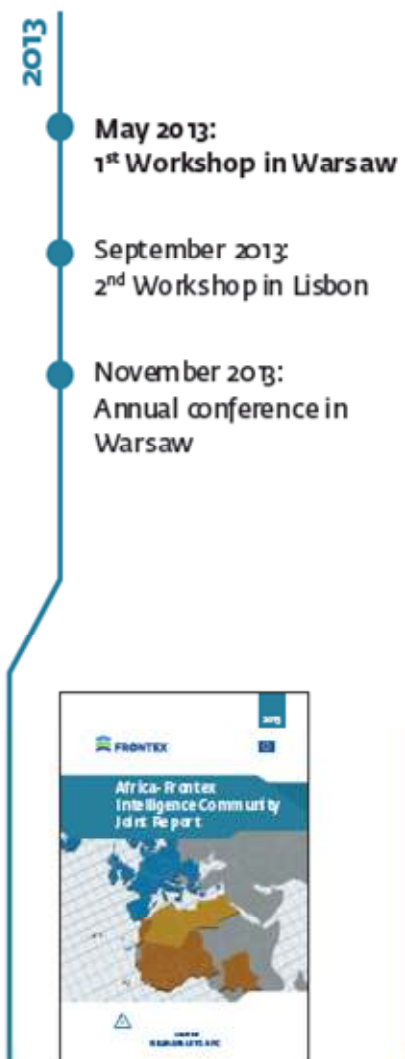 2013
May 2013:
1st Workshop in Warsaw
September 2013:
2nd Workshop in Lisbon
November 2013:
Annual conference in
Warsaw
FRONTEX
Africa-Frontex
Intelligence Community
Joint Report